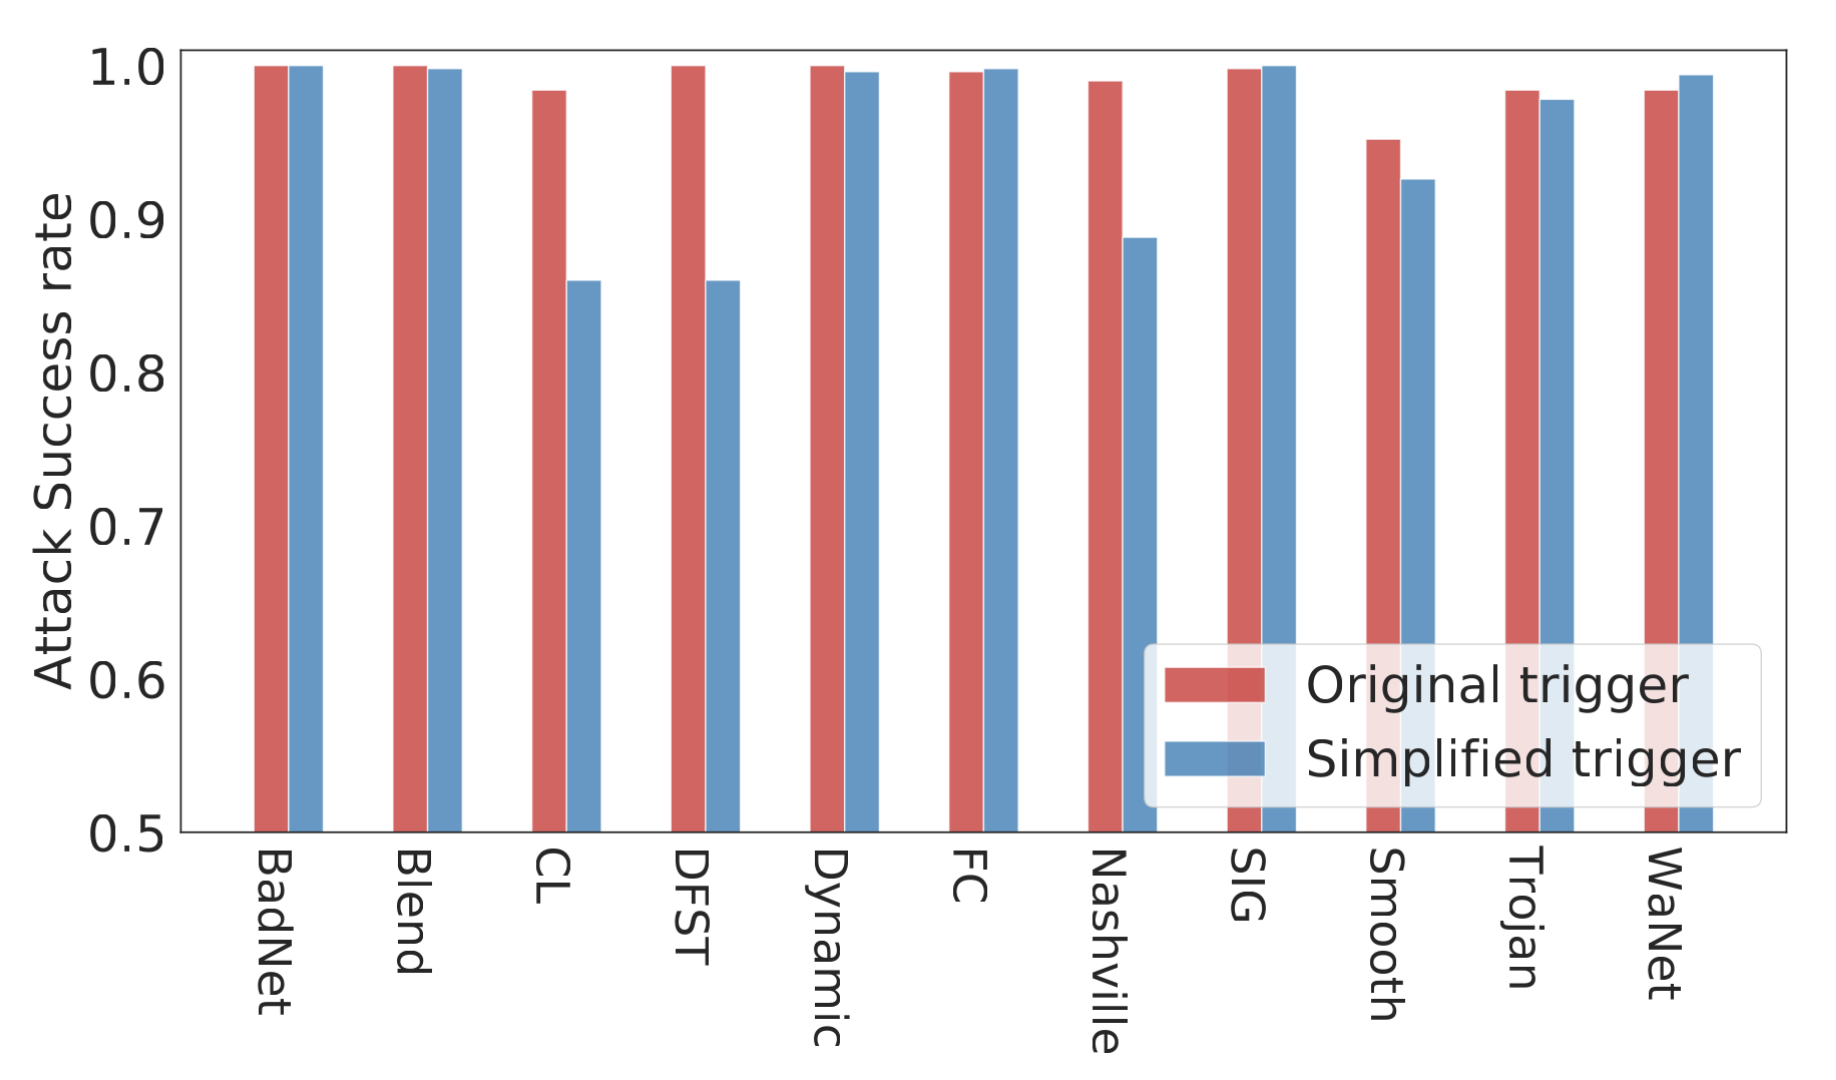 Attack Success rate
1.0
0.9
0.8
0.7
0.6
0.5
Original trigger
Simplified trigger
BadNet
Blend
CL
DFST
Dynamic
FC
Nashville
SIG
Smooth
Trojan
WaNet